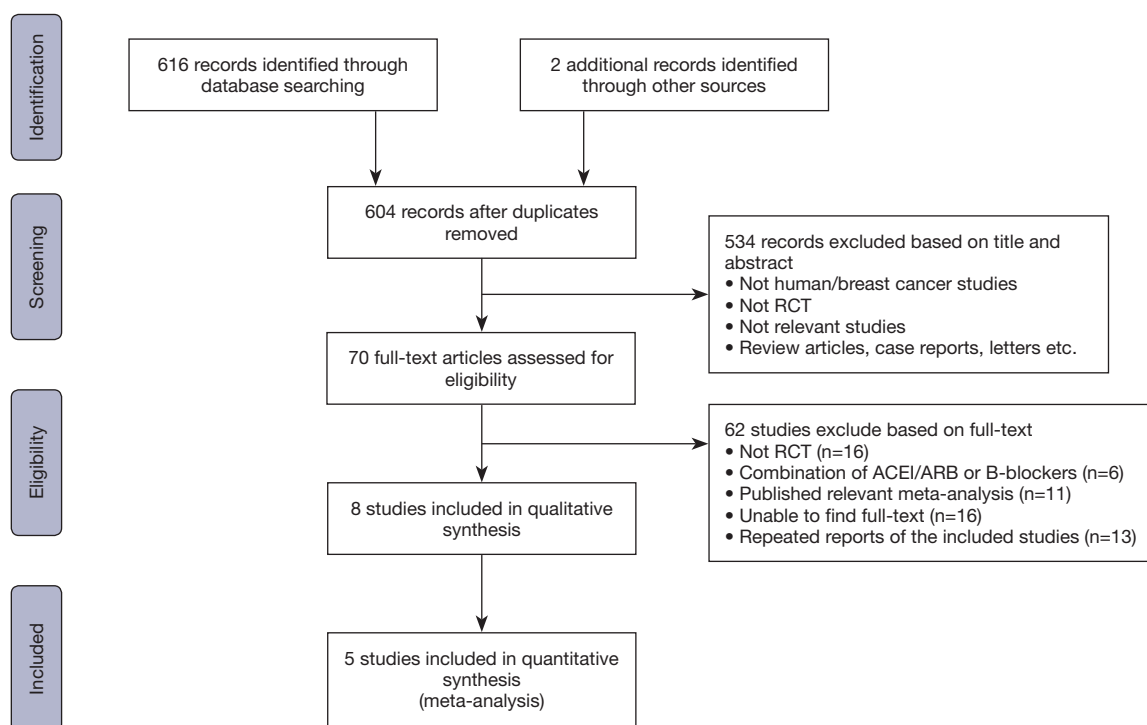 Identification
616 records identified through
database searching
2 additional records identified
through other sources
Screening
604 records after duplicates
removed
534 records excluded based on title and
abstract
• Not human/breast cancer studies
• Not RCT
• Not relevant studies
• Review articles, case reports, letters etc.
70 full-text articles assessed for
eligibility
Eligibility
62 studies exclude based on full-text
• Not RCT (n=16)
• Combination of ACEI/ARB or B-blockers (n=6)
• Published relevant meta-analysis (n=11)
• Unable to find full-text (n=16)
• Repeated reports of the included studies (n=13)
8 studies included in qualitative
synthesis
Included
5 studies included in quantitative
synthesis
(meta-analysis)